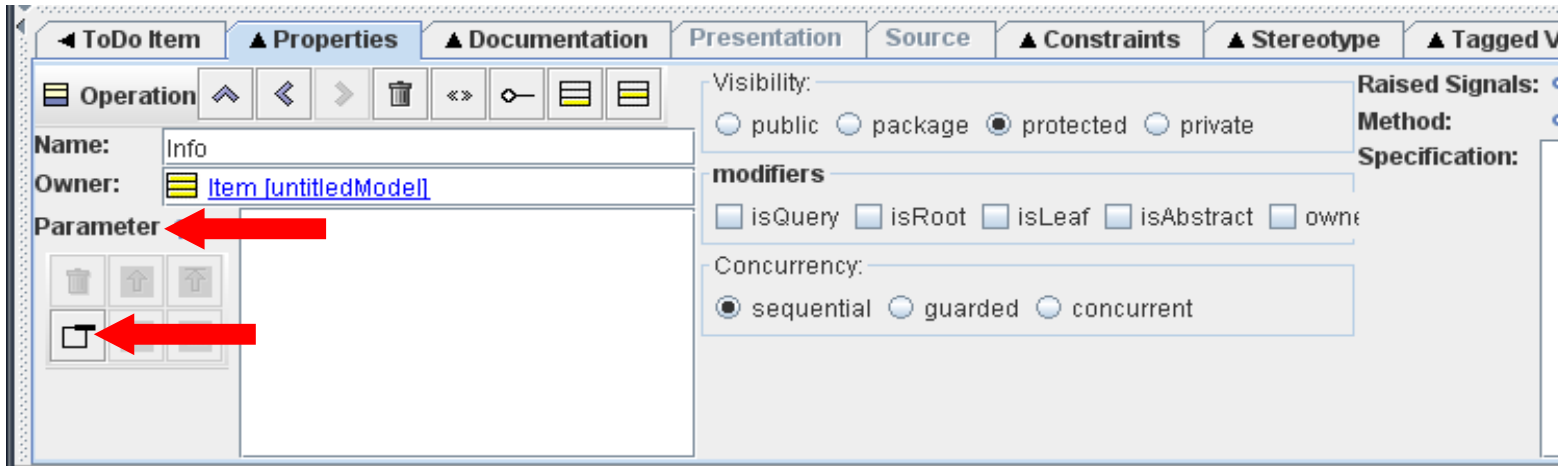 ToDo Item Properties Documentation Presentation Source Constraints Stereotype Tagged V
Operation
Name: Info
Owner: Item [untitledModel]
Parameter
Visibility:
public package protected private
modifiers
isQuery isRoot isLeaf isAbstract owne
Concurrency:
sequential guarded concurrent
Raised Signals:
Method:
Specification: